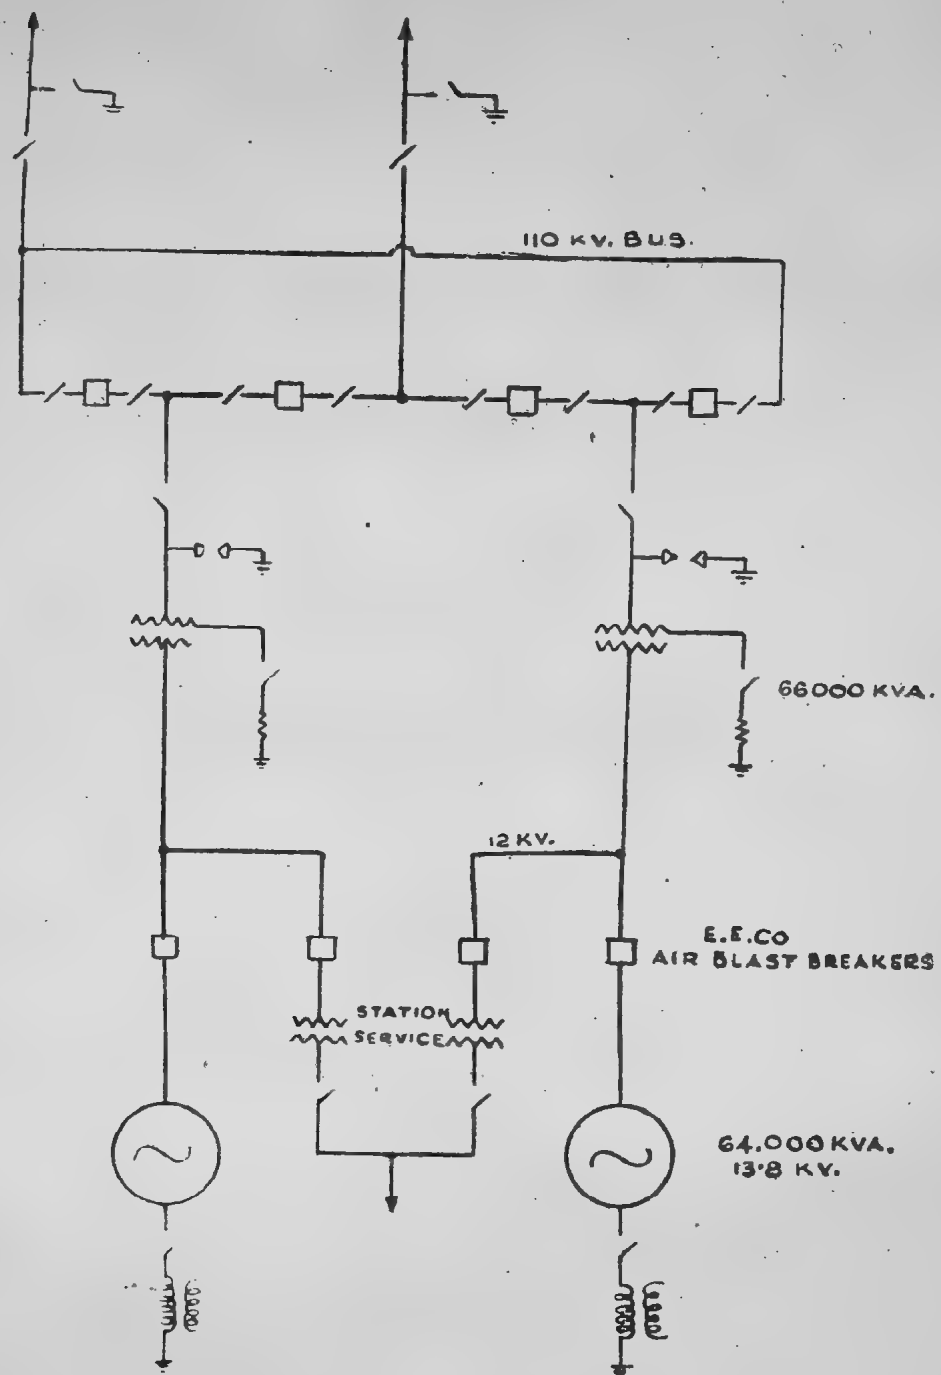 110 KV. BUS.
66000 KVA.
12 KV.
E.E.CO
AIR BLAST BREAKERS
STATION
SERVICE
64.000 KVA.
13·8 KV.